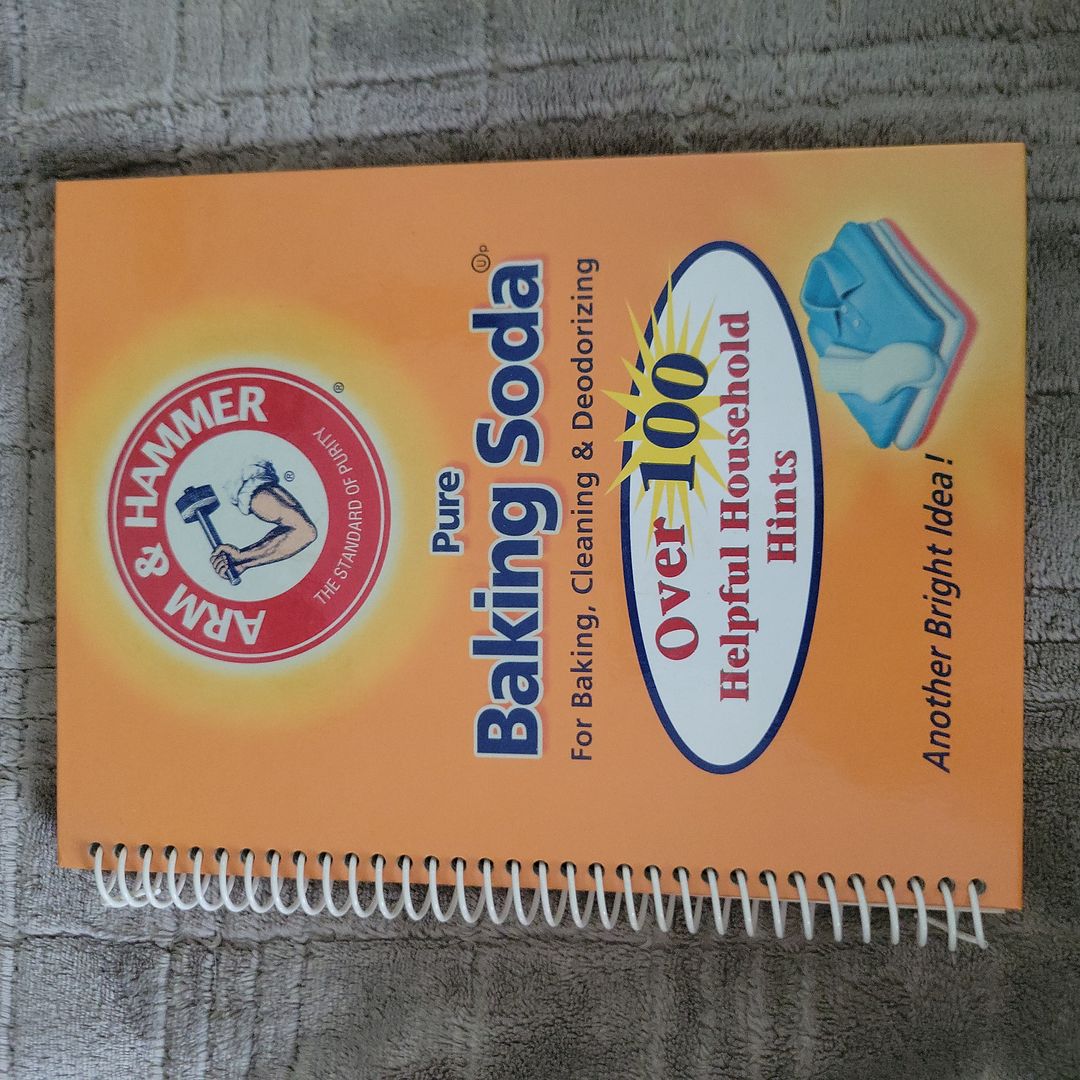 ARM & HAMMER
®
®
THE STANDARD OF PURITY
Pure
Baking Soda
Ⓤp
For Baking, Cleaning & Deodorizing
Over 100
Helpful Household
Hints
Another Bright Idea!